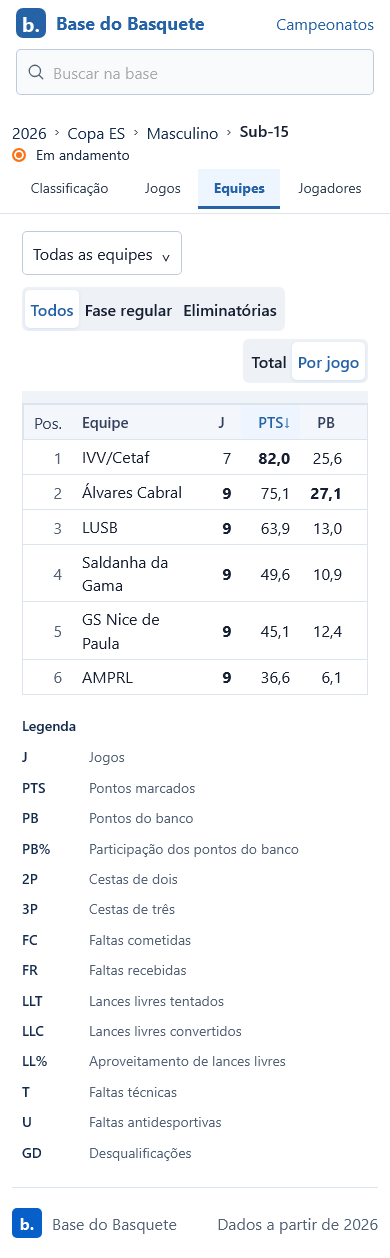 b. Base do Basquete Campeonatos
Buscar na base
2026 › Copa ES › Masculino › Sub-15
Em andamento
Classificação Jogos Equipes Jogadores
Todas as equipes
Todos Fase regular Eliminatórias
Total Por jogo
Pos. Equipe J PTS↓ PB
1 IVV/Cetaf 7 82,0 25,6
2 Álvares Cabral 9 75,1 27,1
3 LUSB 9 63,9 13,0
4 Saldanha da Gama 9 49,6 10,9
5 GS Nice de Paula 9 45,1 12,4
6 AMPRL 9 36,6 6,1
Legenda
J Jogos
PTS Pontos marcados
PB Pontos do banco
PB% Participação dos pontos do banco
2P Cestas de dois
3P Cestas de três
FC Faltas cometidas
FR Faltas recebidas
LLT Lances livres tentados
LLC Lances livres convertidos
LL% Aproveitamento de lances livres
T Faltas técnicas
U Faltas antidesportivas
GD Desqualificações
b. Base do Basquete Dados a partir de 2026